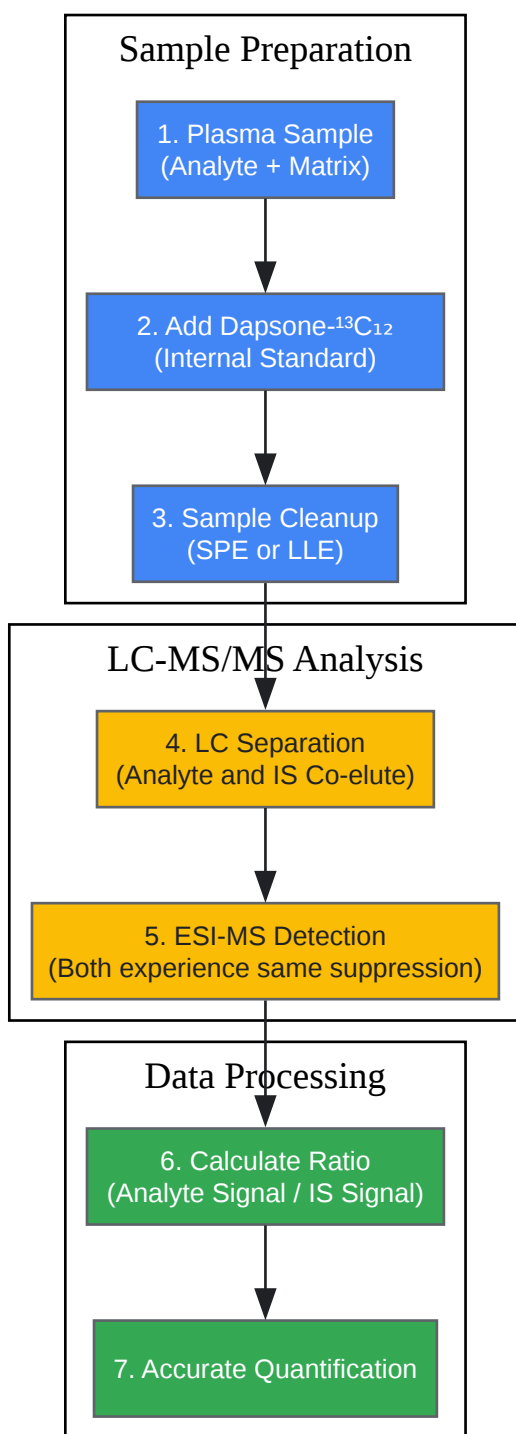 Sample Preparation
1. Plasma Sample
(Analyte + Matrix)
2. Add Dapsone-¹³C₁₂
(Internal Standard)
3. Sample Cleanup
(SPE or LLE)
LC-MS/MS Analysis
4. LC Separation
(Analyte and IS Co-elute)
5. ESI-MS Detection
(Both experience same suppression)
Data Processing
6. Calculate Ratio
(Analyte Signal / IS Signal)
7. Accurate Quantification